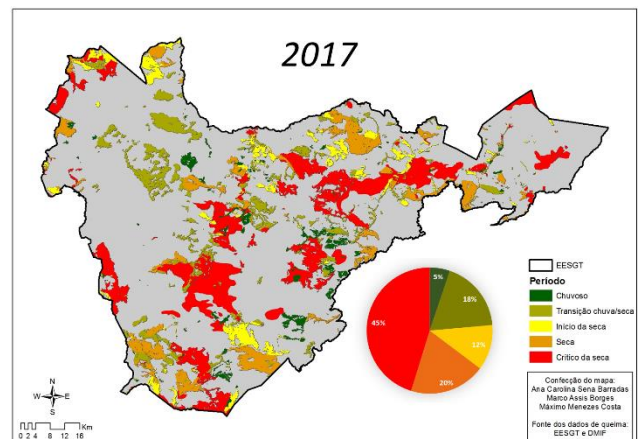 2017
EESGT
Período
Chuvoso
Transição chuva/seca
Início da seca
Seca
Crítico da seca
5%
18%
12%
20%
45%
N
W
E
S
Km
0 2 4 8 12 16
Confecção do mapa:
Ana Carolina Sena Barradas
Marco Assis Borges
Máximo Menezes Costa
Fonte dos dados de queima:
EESGT e DMIF